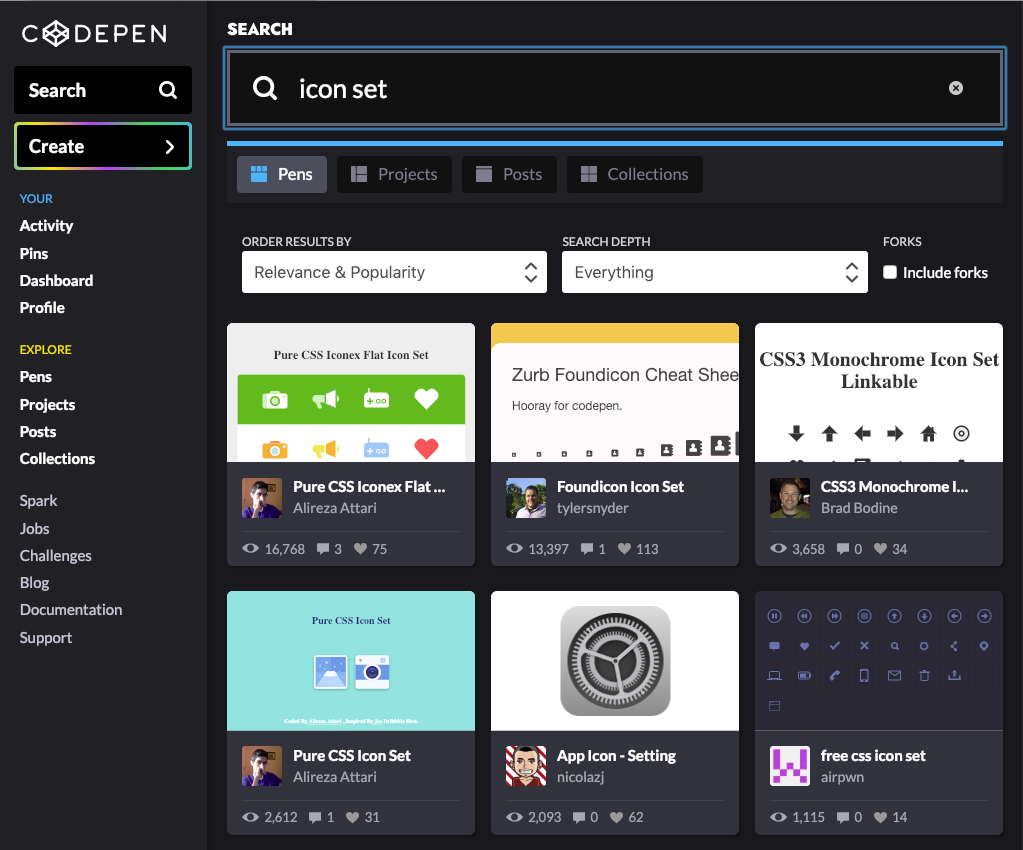 CODEPEN
Search
Create
YOUR
Activity
Pins
Dashboard
Profile
EXPLORE
Pens
Projects
Posts
Collections
Spark
Jobs
Challenges
Blog
Documentation
Support
SEARCH
icon set
Pens Projects Posts Collections
ORDER RESULTS BY SEARCH DEPTH FORKS
Relevance & Popularity Everything Include forks
Pure CSS Iconex Flat Icon Set
Pure CSS Iconex Flat ...
Alireza Attari
16,768 3 75
Zurb Foundicon Cheat Shee
Hooray for codepen.
Foundicon Icon Set
tylersnyder
13,397 1 113
CSS3 Monochrome Icon Set
Linkable
CSS3 Monochrome I...
Brad Bodine
3,658 0 34
Pure CSS Icon Set
Coded By Alireza Attari, Inspired By Jos Dribbble Shot.
Pure CSS Icon Set
Alireza Attari
2,612 1 31
App Icon - Setting
nicolazj
2,093 0 62
free css icon set
airpwn
1,115 0 14